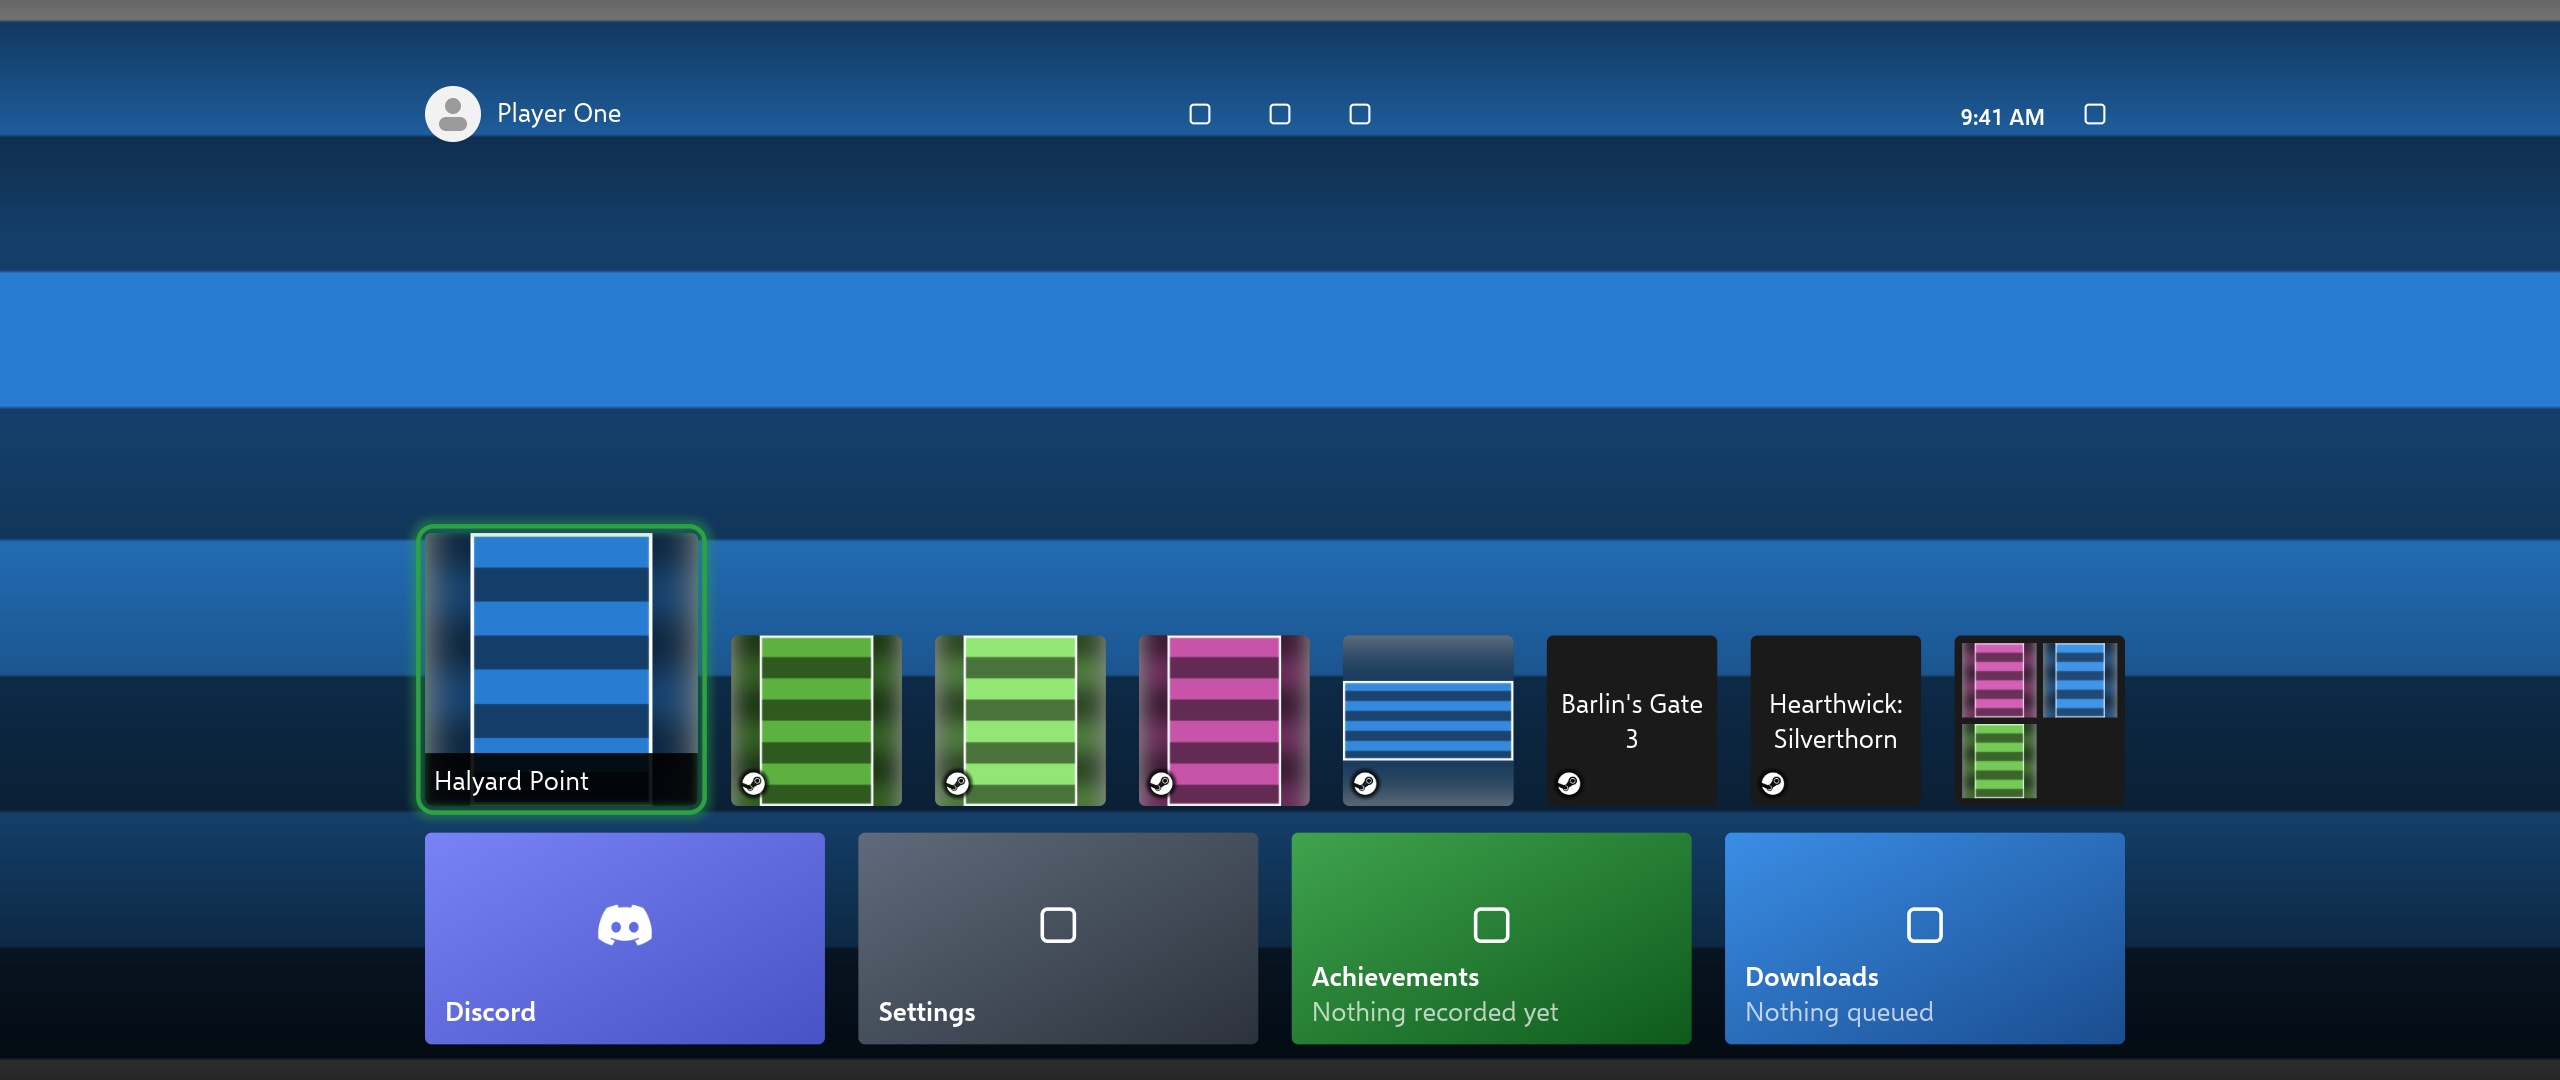 Player One
9:41 AM
Halyard Point
Barlin's Gate
3
Hearthwick:
Silverthorn
Discord
Settings
Achievements
Nothing recorded yet
Downloads
Nothing queued